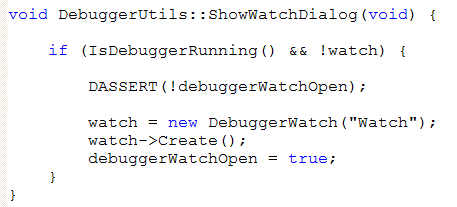 void DebuggerUtils::ShowWatchDialog(void) {
if (IsDebuggerRunning() && !watch) {
DASSERT(!debuggerWatchOpen);
watch = new DebuggerWatch("Watch");
watch->Create();
debuggerWatchOpen = true;
}
}